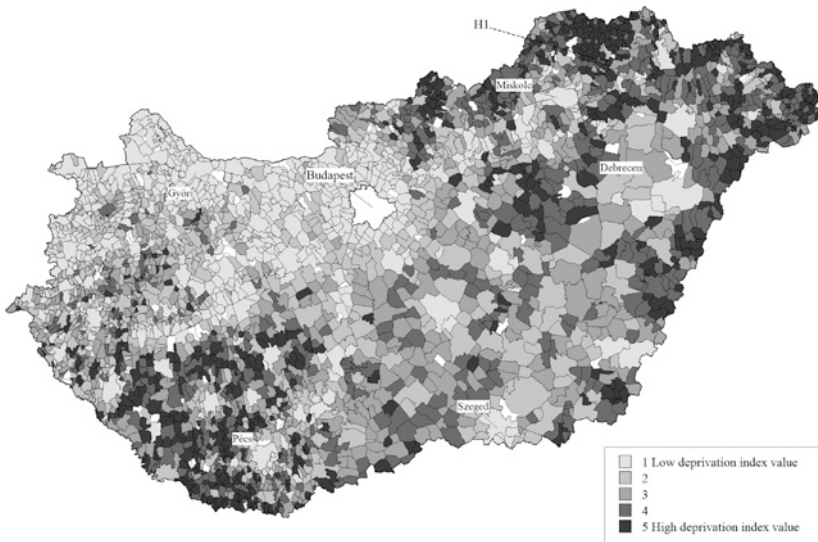 H1
Miskolc
Debrecen
Budapest
Győr
Szeged
Pécs
1 Low deprivation index value
2
3
4
5 High deprivation index value